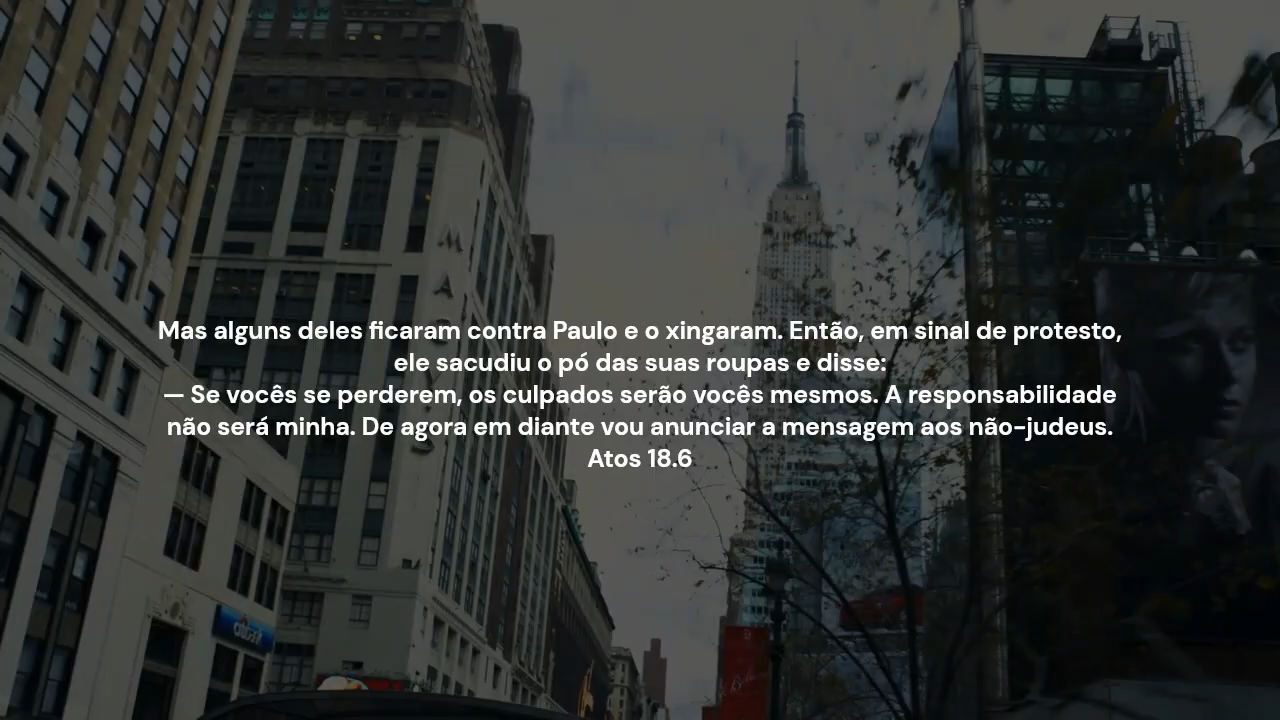 Mas alguns deles ficaram contra Paulo e o xingaram. Então, em sinal de protesto,
ele sacudiu o pó das suas roupas e disse:
— Se vocês se perderem, os culpados serão vocês mesmos. A responsabilidade
não será minha. De agora em diante vou anunciar a mensagem aos não-judeus.
Atos 18.6
citi